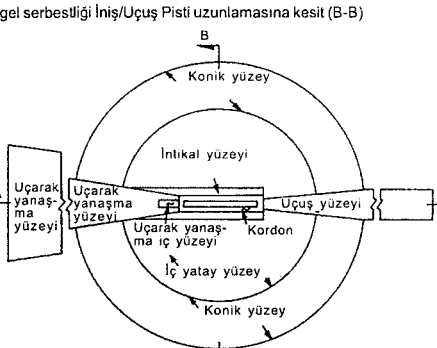 gel serbestliği İniş/Uçuş Pisti uzunlamasına kesit (B-B)
B
Konik yüzey
İntikal yüzeyi
Uçarak
yanaş-
ma
yüzeyi
Uçarak
yanaşma
yüzeyi
Uçuş yüzeyi
Uçarak yanaş-
ma iç yüzeyi
Kordon
İç yatay yüzey
Konik yüzey